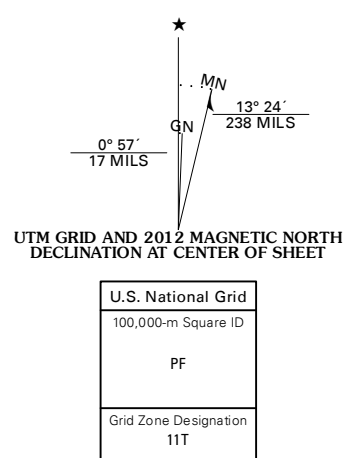 ★
MN
GN
13° 24´
238 MILS
0° 57´
17 MILS
UTM GRID AND 2012 MAGNETIC NORTH
DECLINATION AT CENTER OF SHEET
U.S. National Grid
100,000-m Square ID
PF
Grid Zone Designation
11T